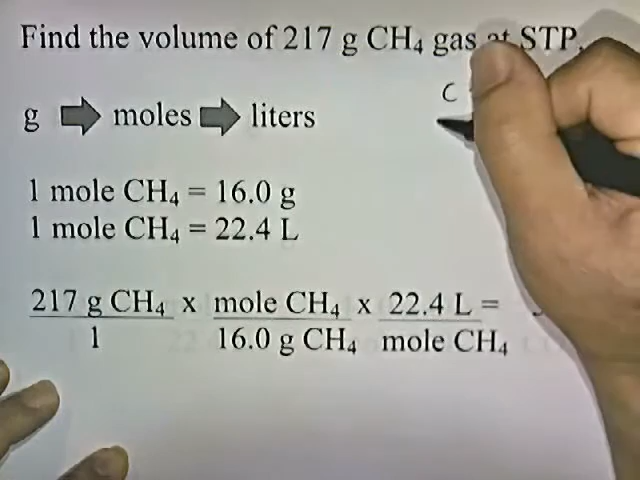 Find the volume of 217 g CH₄ gas at STP.
C
g ➡ moles ➡ liters
1 mole CH₄ = 16.0 g
1 mole CH₄ = 22.4 L
217 g CH₄ x mole CH₄ x 22.4 L =
1 16.0 g CH₄ mole CH₄